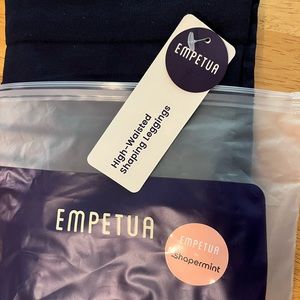 EMPETUA
High-Waisted
Shaping Leggings
EMPETUA
EMPETUA
shapermint